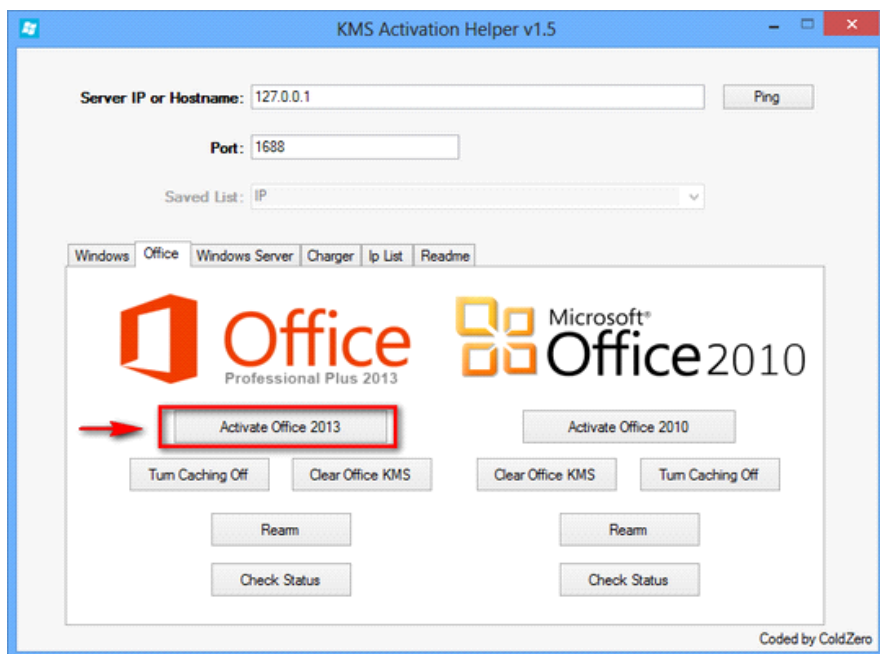 KMS Activation Helper v1.5
Server IP or Hostname: 127.0.0.1 Ping
Port: 1688
Saved List: IP
Windows Office Windows Server Charger Ip List Readme
Office
Professional Plus 2013
Microsoft®
Office 2010
Activate Office 2013 Activate Office 2010
Turn Caching Off Clear Office KMS Clear Office KMS Turn Caching Off
Rearm Rearm
Check Status Check Status
Coded by ColdZero